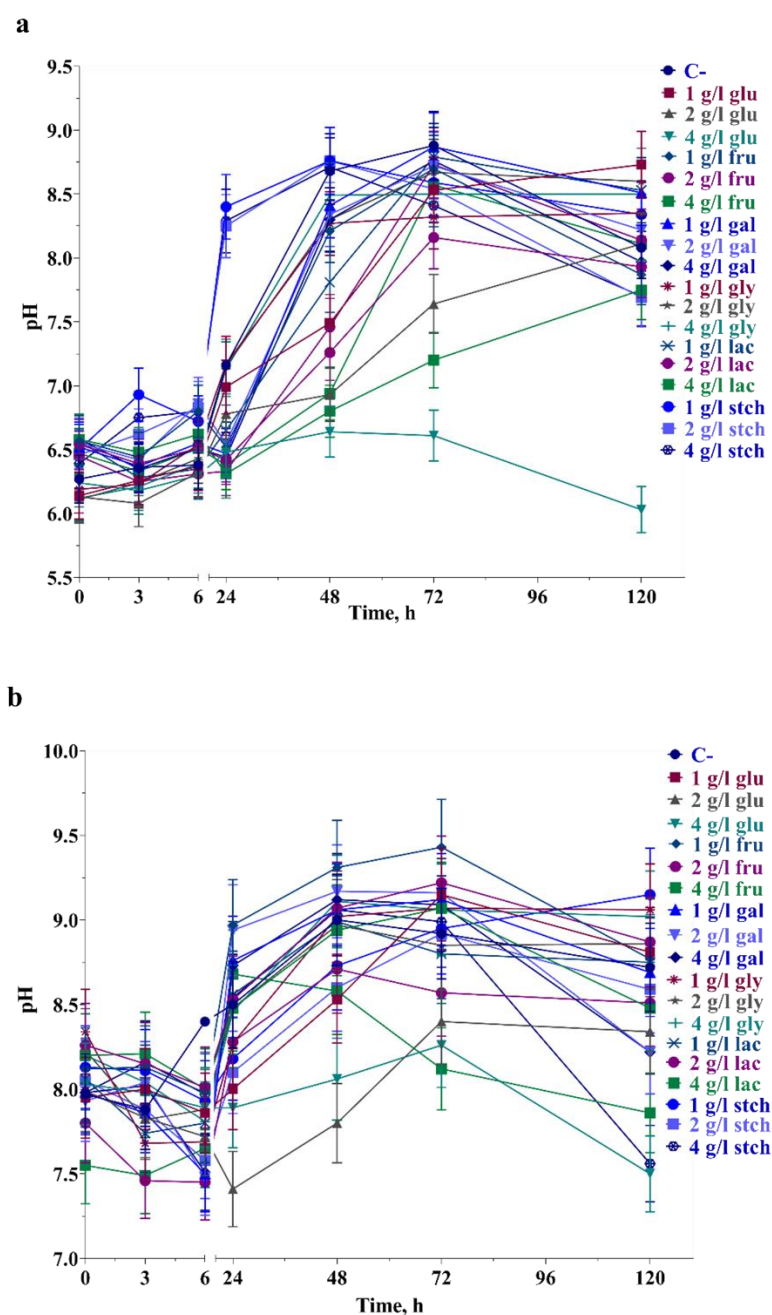 a
9.5
9.0
8.5
8.0
7.5
7.0
6.5
6.0
5.5
pH
0 3 6 24 48 72 96 120
Time, h
C-
1 g/l glu
2 g/l glu
4 g/l glu
1 g/l fru
2 g/l fru
4 g/l fru
1 g/l gal
2 g/l gal
4 g/l gal
1 g/l gly
2 g/l gly
4 g/l gly
1 g/l lac
2 g/l lac
4 g/l lac
1 g/l stch
2 g/l stch
4 g/l stch
b
10.0
9.5
9.0
8.5
8.0
7.5
7.0
pH
0 3 6 24 48 72 96 120
Time, h
C-
1 g/l glu
2 g/l glu
4 g/l glu
1 g/l fru
2 g/l fru
4 g/l fru
1 g/l gal
2 g/l gal
4 g/l gal
1 g/l gly
2 g/l gly
4 g/l gly
1 g/l lac
2 g/l lac
4 g/l lac
1 g/l stch
2 g/l stch
4 g/l stch